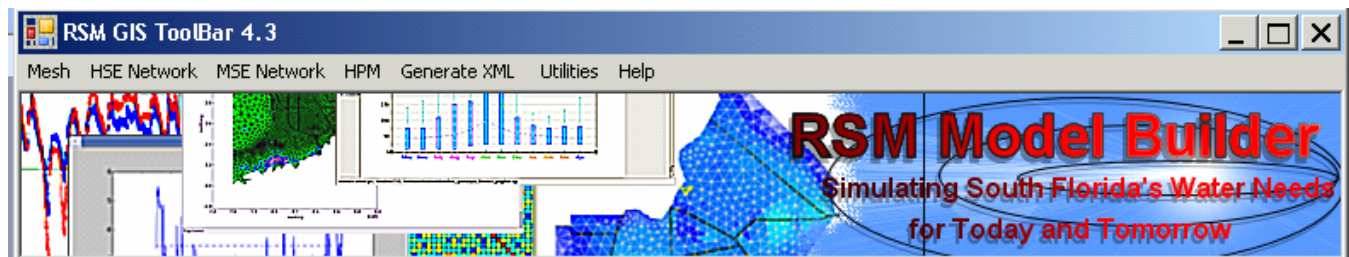 RSM GIS ToolBar 4.3
Mesh HSE Network MSE Network HPM Generate XML Utilities Help
RSM Model Builder
Simulating South Florida's Water Needs
for Today and Tomorrow